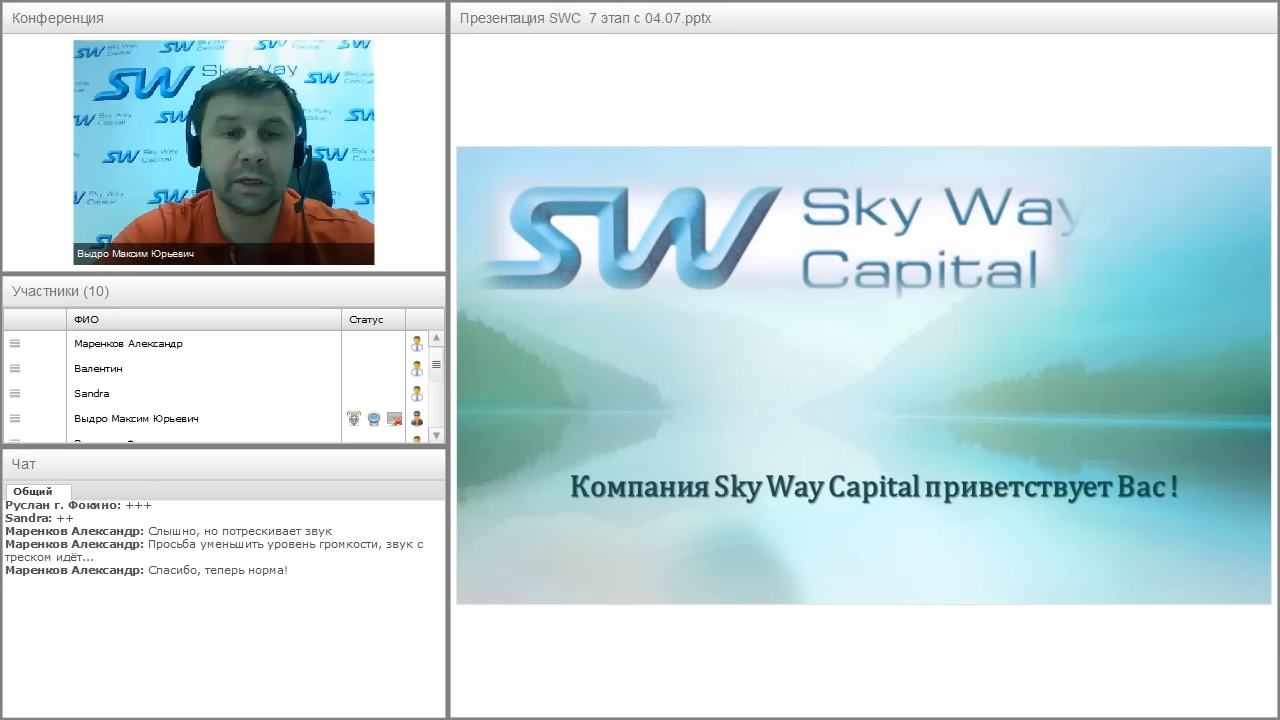 Конференция
Sky Way
SW Sky Way
Capital
Выдро Максим Юрьевич
Участники (10)
ФИО Статус
Маренков Александр
Валентин
Sandra
Выдро Максим Юрьевич
Чат
Общий
Руслан г. Фокино: +++
Sandra: ++
Маренков Александр: Слышно, но потрескивает звук
Маренков Александр: Просьба уменьшить уровень громкости, звук с
треском идёт...
Маренков Александр: Спасибо, теперь норма!
Презентация SWC 7 этап с 04.07.pptx
SW Sky Way
Capital
Компания Sky Way Capital приветствует Вас !